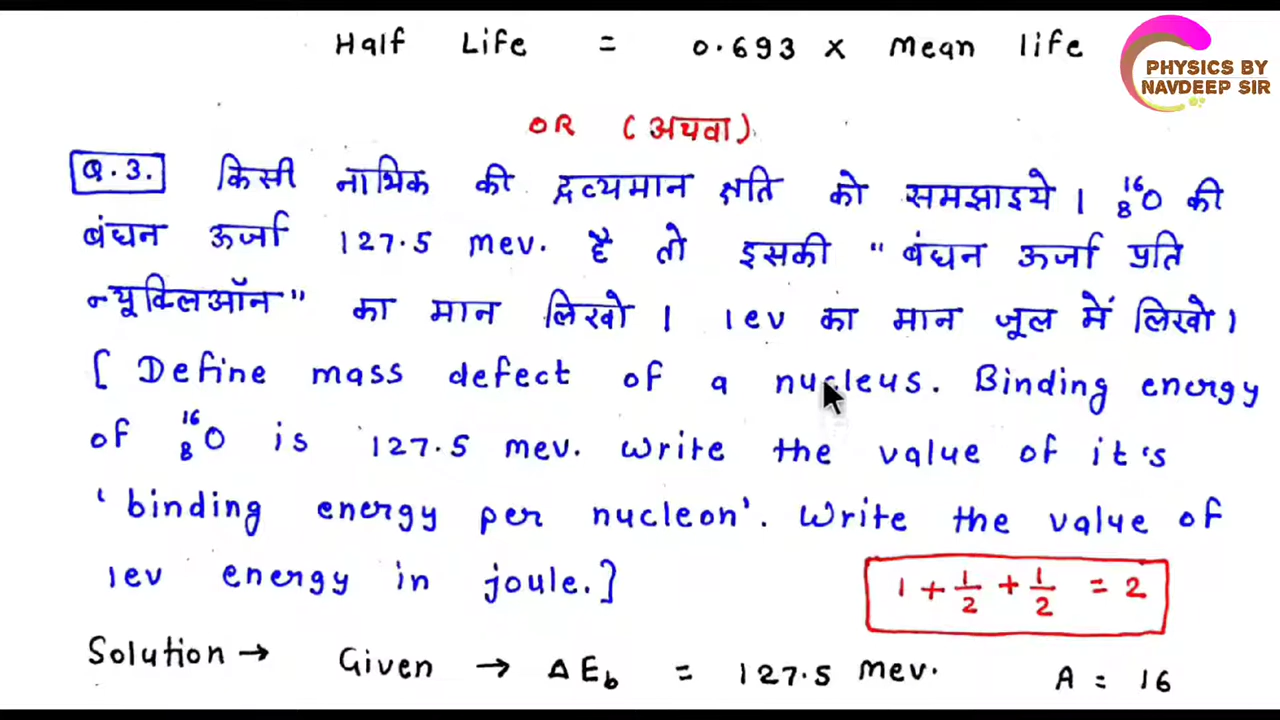 Half Life = 0.693 x Mean life
PHYSICS BY
NAVDEEP SIR
OR (अथवा)
Q.3. किसी नाभिक की द्रव्यमान क्षति को समझाइये । ¹⁶₈O की
बंधन ऊर्जा 127.5 mev. है तो इसकी "बंधन ऊर्जा प्रति
न्यूक्लिऑन" का मान लिखो । 1ev का मान जूल में लिखो।
[ Define mass defect of a nucleus. Binding energy
of ¹⁶₈O is 127.5 mev. Write the value of it's
'binding energy per nucleon'. Write the value of
1ev energy in joule.]
1 + 1/2 + 1/2 = 2
Solution → Given → ΔE_b = 127.5 mev. A = 16